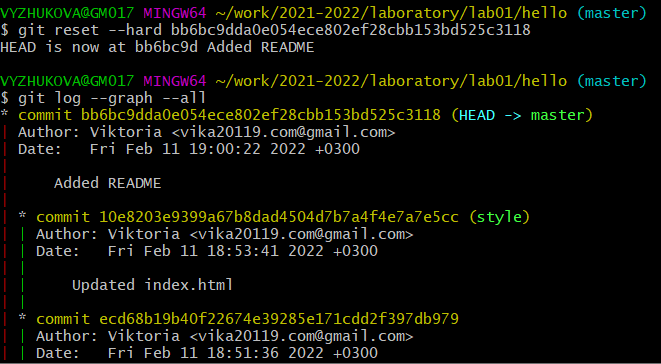 VYZHUKOVA@GM017 MINGW64 ~/work/2021-2022/laboratory/lab01/hello (master)
$ git reset --hard bb6bc9dda0e054ece802ef28cbb153bd525c3118
HEAD is now at bb6bc9d Added README
VYZHUKOVA@GM017 MINGW64 ~/work/2021-2022/laboratory/lab01/hello (master)
$ git log --graph --all
* commit bb6bc9dda0e054ece802ef28cbb153bd525c3118 (HEAD -> master)
| Author: Viktoria <vika20119.com@gmail.com>
| Date:   Fri Feb 11 19:00:22 2022 +0300
|
|     Added README
|
| * commit 10e8203e9399a67b8dad4504d7b7a4f4e7a7e5cc (style)
| | Author: Viktoria <vika20119.com@gmail.com>
| | Date:   Fri Feb 11 18:53:41 2022 +0300
| |
| |     Updated index.html
| |
| * commit ecd68b19b40f22674e39285e171cdd2f397db979
| | Author: Viktoria <vika20119.com@gmail.com>
| | Date:   Fri Feb 11 18:51:36 2022 +0300